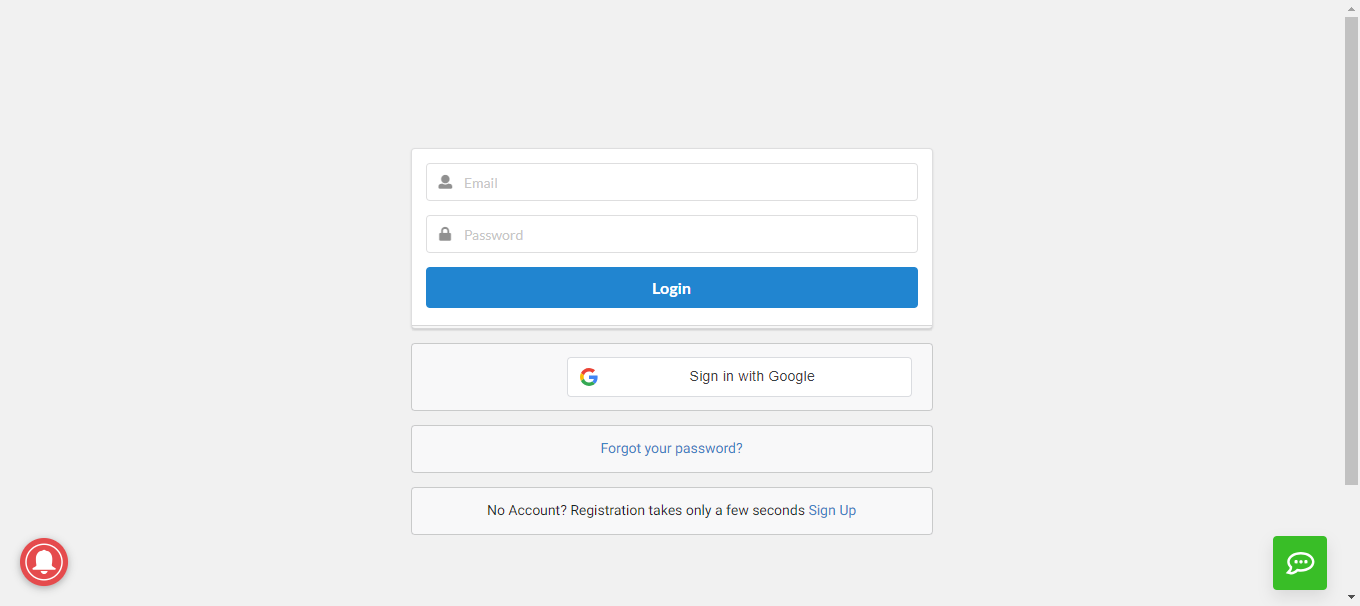 Email
Password
Login
Sign in with Google
Forgot your password?
No Account? Registration takes only a few seconds Sign Up